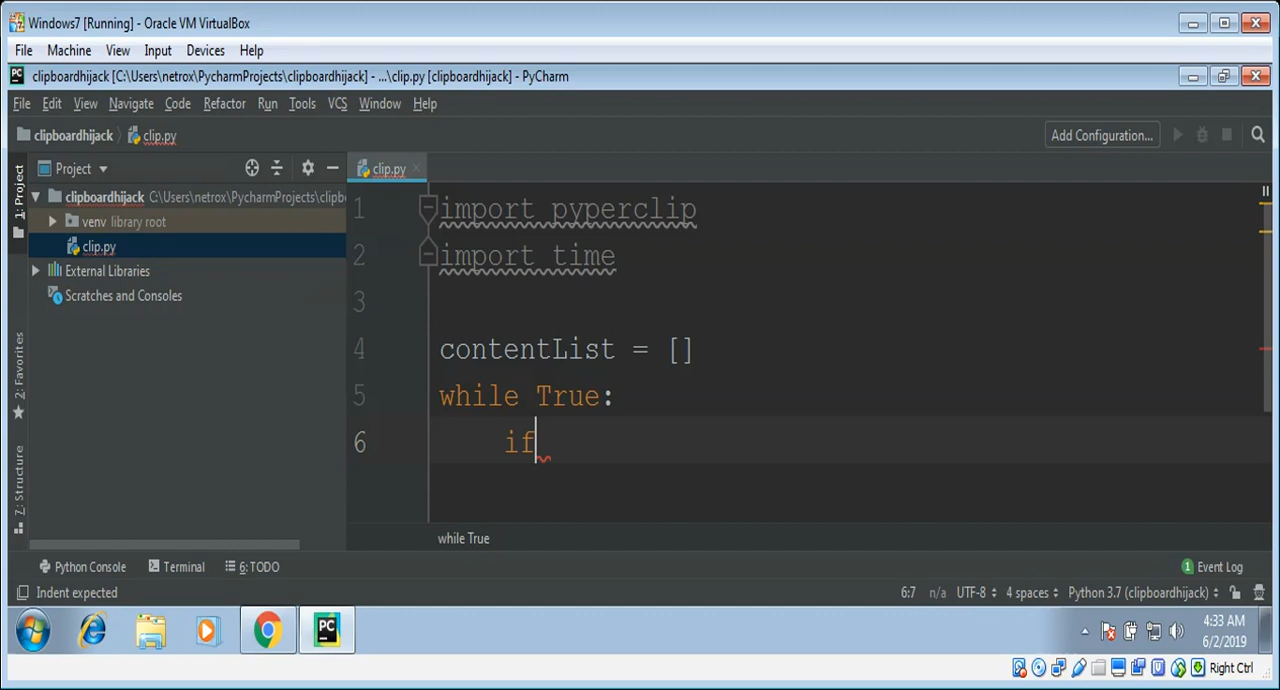 Windows7 [Running] - Oracle VM VirtualBox
File Machine View Input Devices Help
PC clipboardhijack [C:\Users\netrox\PycharmProjects\clipboardhijack] - ...\clip.py [clipboardhijack] - PyCharm
File Edit View Navigate Code Refactor Run Tools VCS Window Help
clipboardhijack clip.py Add Configuration...
1: Project
Project
clip.py
clipboardhijack C:\Users\netrox\PycharmProjects\clipb
venv library root
clip.py
External Libraries
Scratches and Consoles
2: Favorites
7: Structure
1 import pyperclip
2 import time
3
4 contentList = []
5 while True:
6 if
while True
Python Console Terminal 6: TODO 1 Event Log
Indent expected 6:7 n/a UTF-8 4 spaces Python 3.7 (clipboardhijack)
PC
4:33 AM
6/2/2019
Right Ctrl